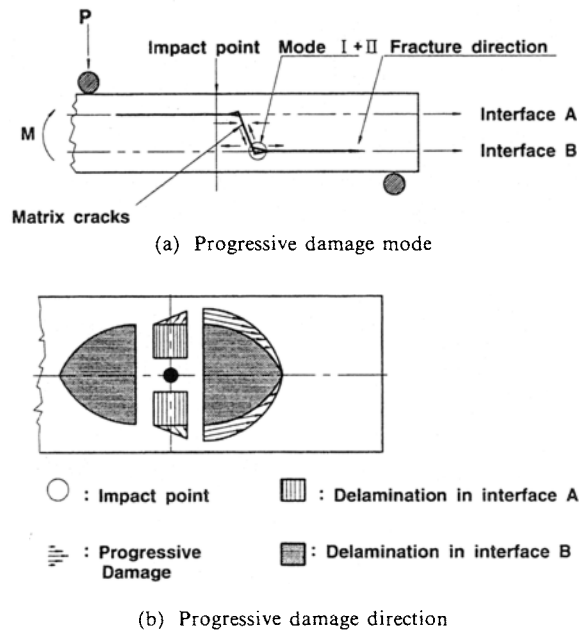 P
Impact point
Mode I + II
Fracture direction
Interface A
M
Interface B
Matrix cracks
(a) Progressive damage mode
: Impact point
: Delamination in interface A
: Progressive
Damage
: Delamination in interface B
(b) Progressive damage direction